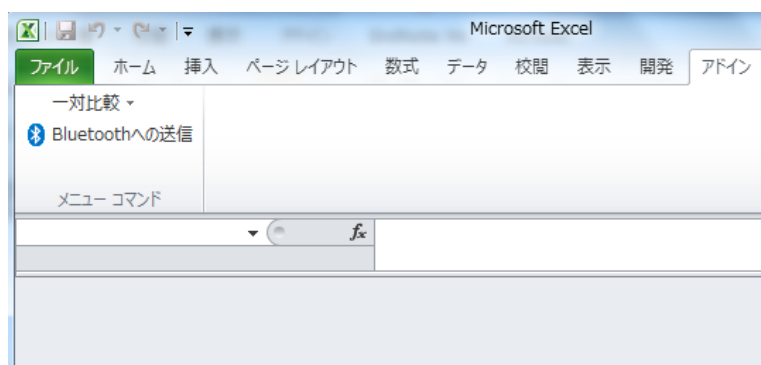 Microsoft Excel
ファイル ホーム 挿入 ページ レイアウト 数式 データ 校閲 表示 開発 アドイン
一対比較
Bluetoothへの送信
メニュー コマンド
fx